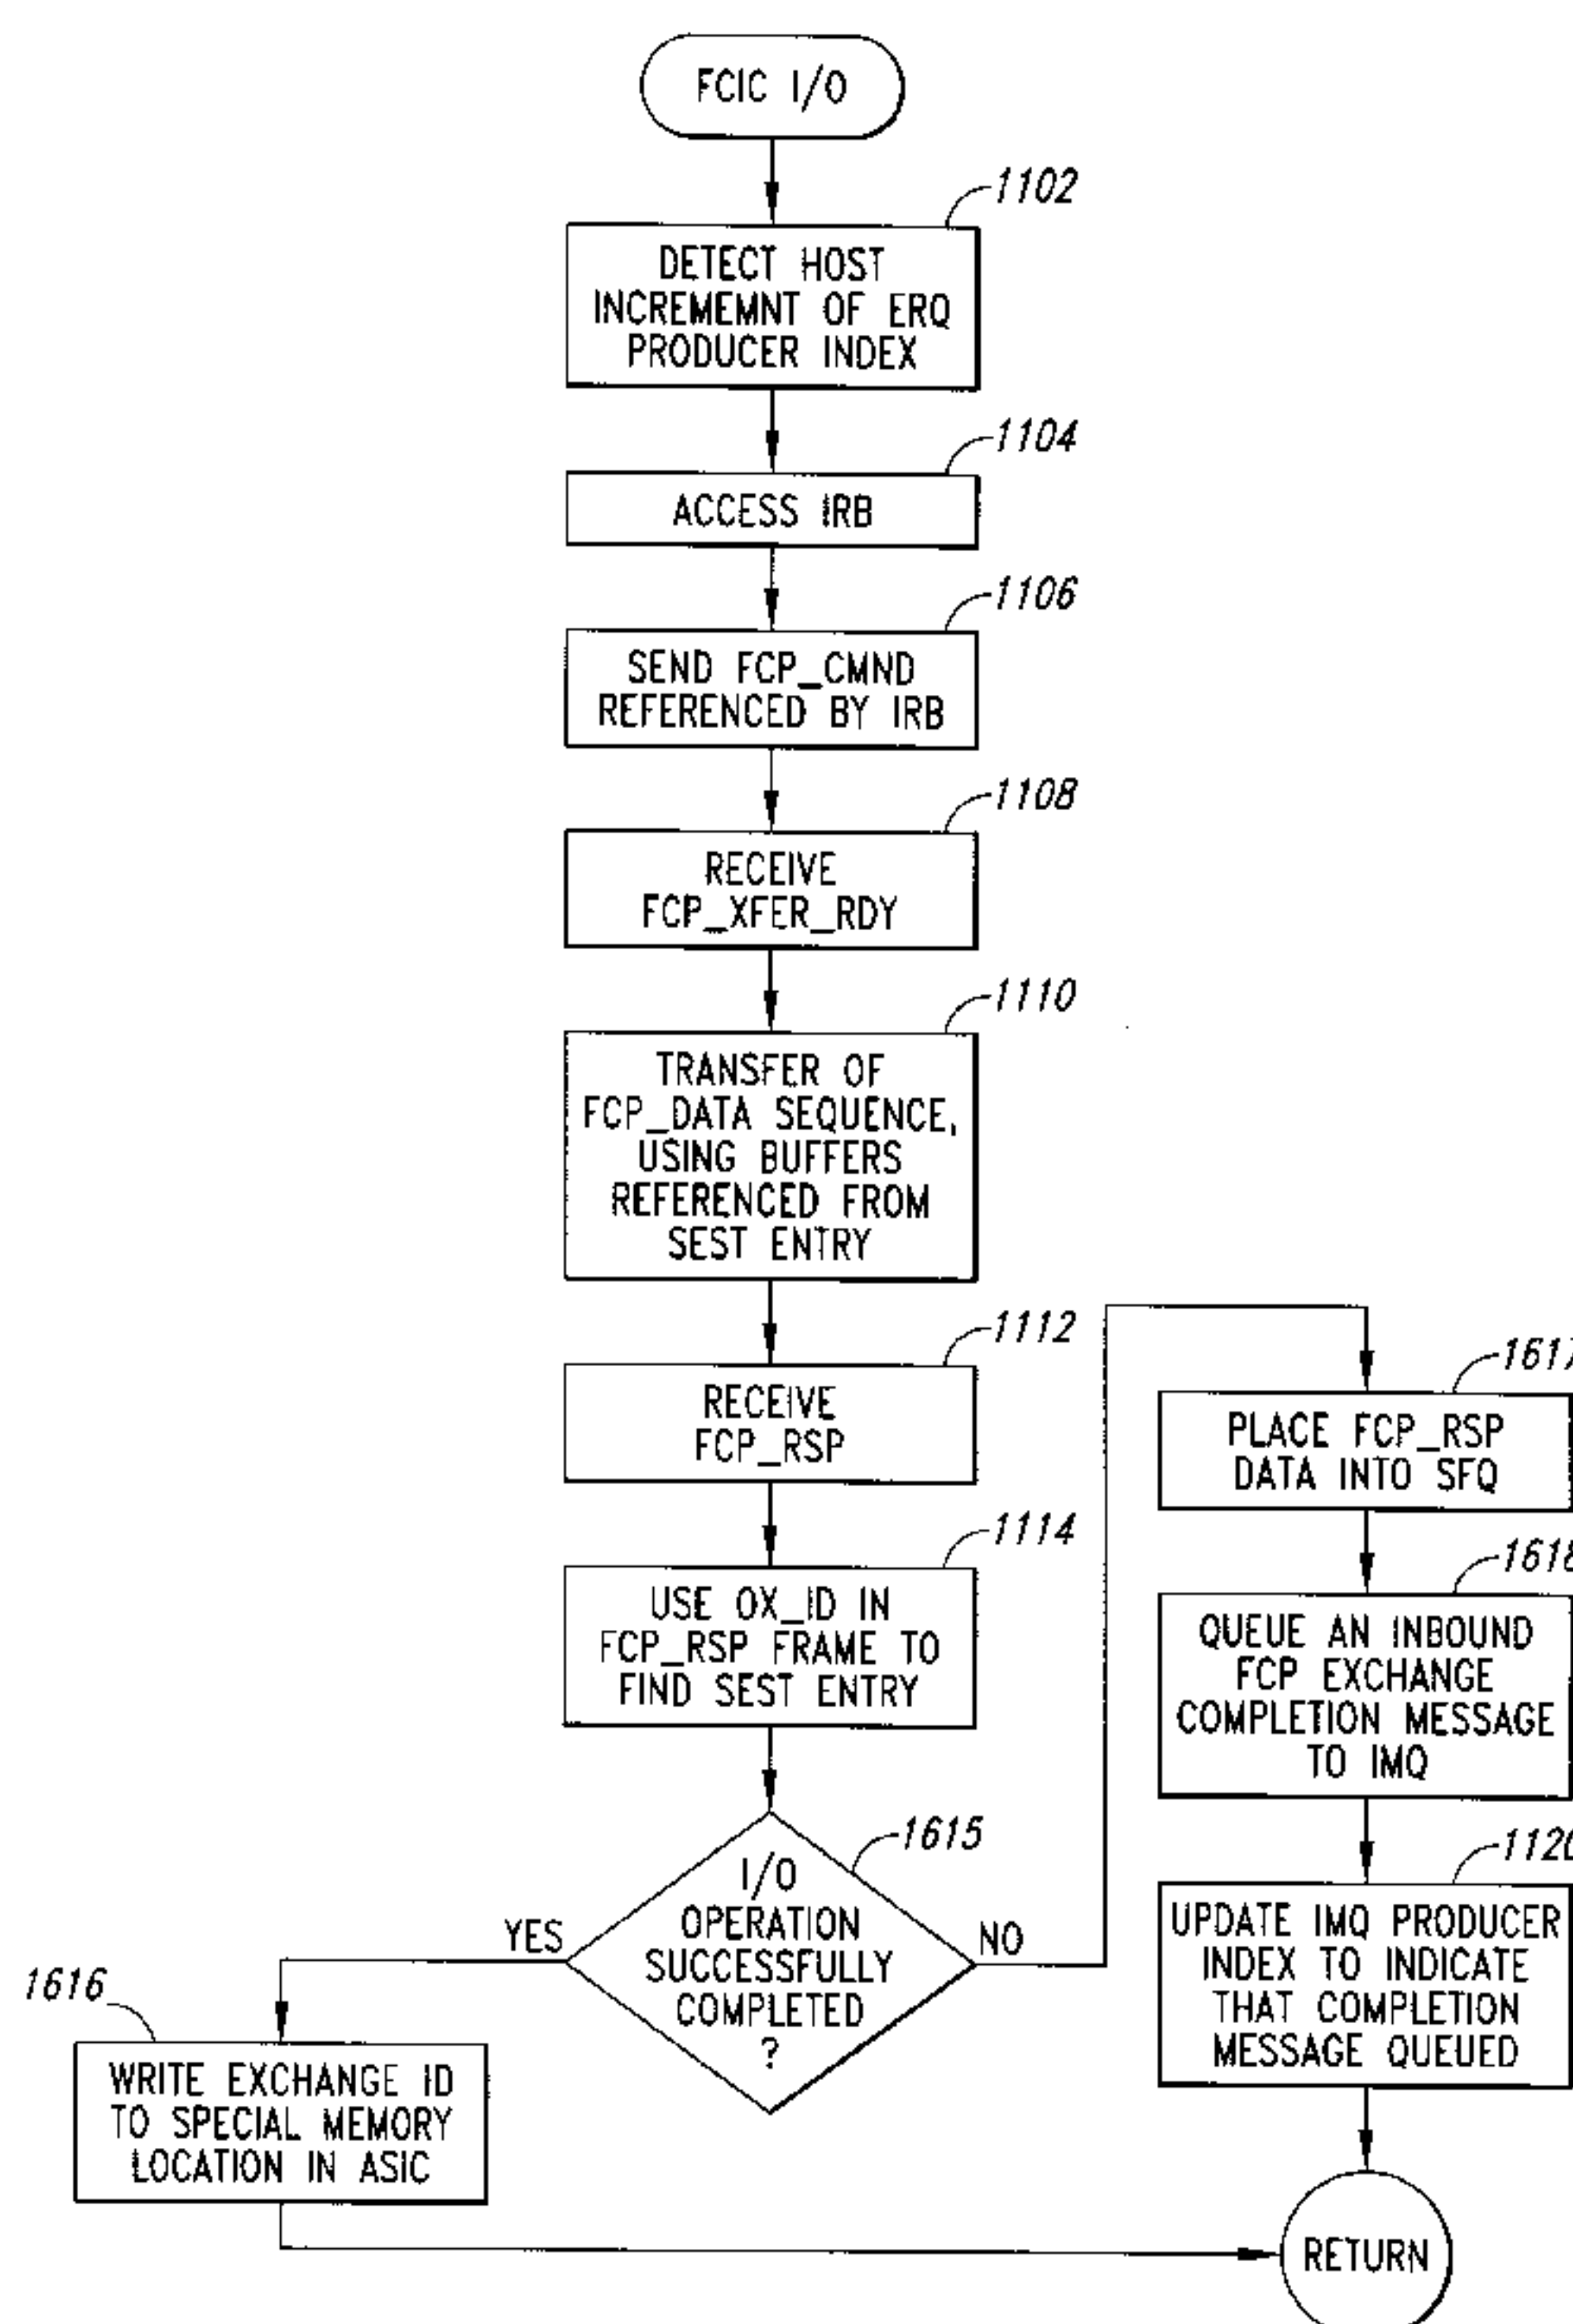 FCIC I/O
1102
DETECT HOST
INCREMEMNT OF ERQ
PRODUCER INDEX
1104
ACCESS IRB
1106
SEND FCP_CMND
REFERENCED BY IRB
1108
RECEIVE
FCP_XFER_RDY
1110
TRANSFER OF
FCP_DATA SEQUENCE,
USING BUFFERS
REFERENCED FROM
SEST ENTRY
1112
RECEIVE
FCP_RSP
1114
USE OX_ID IN
FCP_RSP FRAME TO
FIND SEST ENTRY
1615
I/O
OPERATION
SUCCESSFULLY
COMPLETED
?
YES
NO
1616
WRITE EXCHANGE ID
TO SPECIAL MEMORY
LOCATION IN ASIC
1617
PLACE FCP_RSP
DATA INTO SFQ
1618
QUEUE AN INBOUND
FCP EXCHANGE
COMPLETION MESSAGE
TO IMQ
1120
UPDATE IMQ PRODUCER
INDEX TO INDICATE
THAT COMPLETION
MESSAGE QUEUED
RETURN